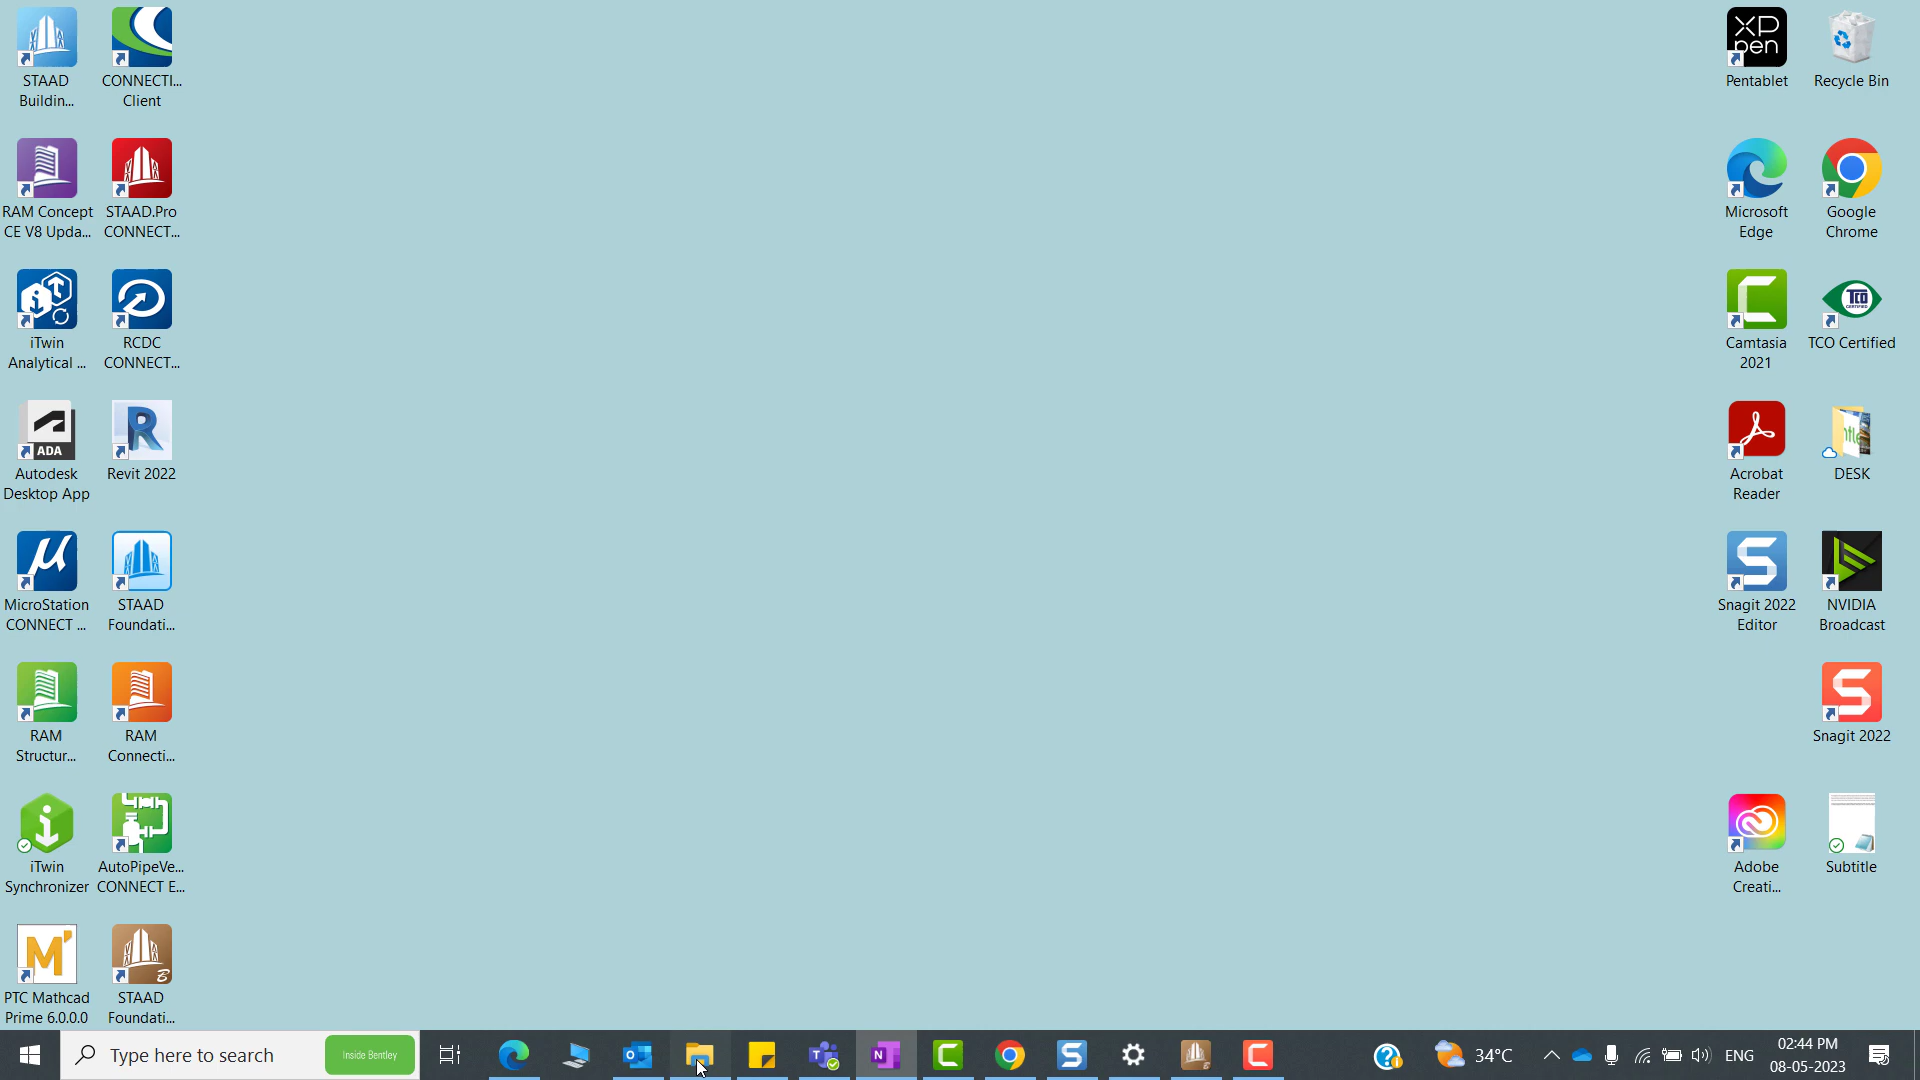 STAAD
Buildin...
CONNECTI...
Client
RAM Concept
CE V8 Upda...
STAAD.Pro
CONNECT...
iTwin
Analytical ...
RCDC
CONNECT...
ADA
Autodesk
Desktop App
R
Revit 2022
μ
MicroStation
CONNECT ...
STAAD
Foundati...
RAM
Structur...
RAM
Connecti...
iTwin
Synchronizer
AutoPipeVe...
CONNECT E...
M'
PTC Mathcad
Prime 6.0.0.0
B
STAAD
Foundati...
XP
pen
Pentablet
Recycle Bin
Microsoft
Edge
Google
Chrome
Camtasia
2021
TCO
CERTIFIED
TCO Certified
Acrobat
Reader
DESK
Snagit 2022
Editor
NVIDIA
Broadcast
Snagit 2022
Adobe
Creati...
Subtitle
Type here to search
Inside Bentley
34°C
ENG
02:44 PM
08-05-2023